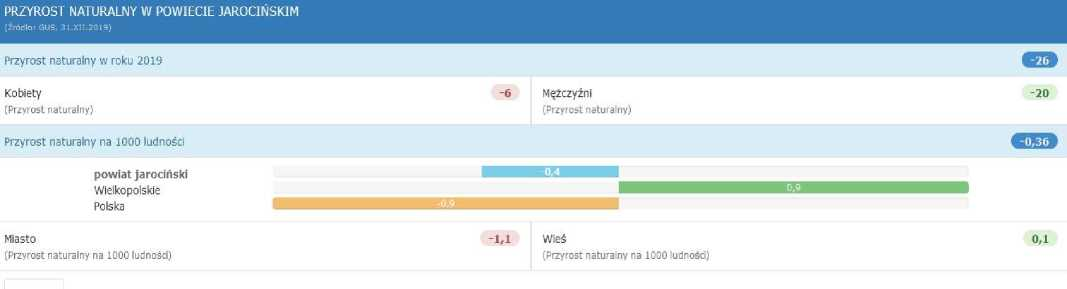 PRZYROST NATURALNY W POWIECIE JAROCIŃSKIM
(Źródło: GUS, 31.XII.2019)
Przyrost naturalny w roku 2019 -26
Kobiety -6
(Przyrost naturalny)
Mężczyźni -20
(Przyrost naturalny)
Przyrost naturalny na 1000 ludności -0,36
powiat jarociński -0,4
Wielkopolskie 0,9
Polska -0,9
Miasto -1,1
(Przyrost naturalny na 1000 ludności)
Wieś 0,1
(Przyrost naturalny na 1000 ludności)